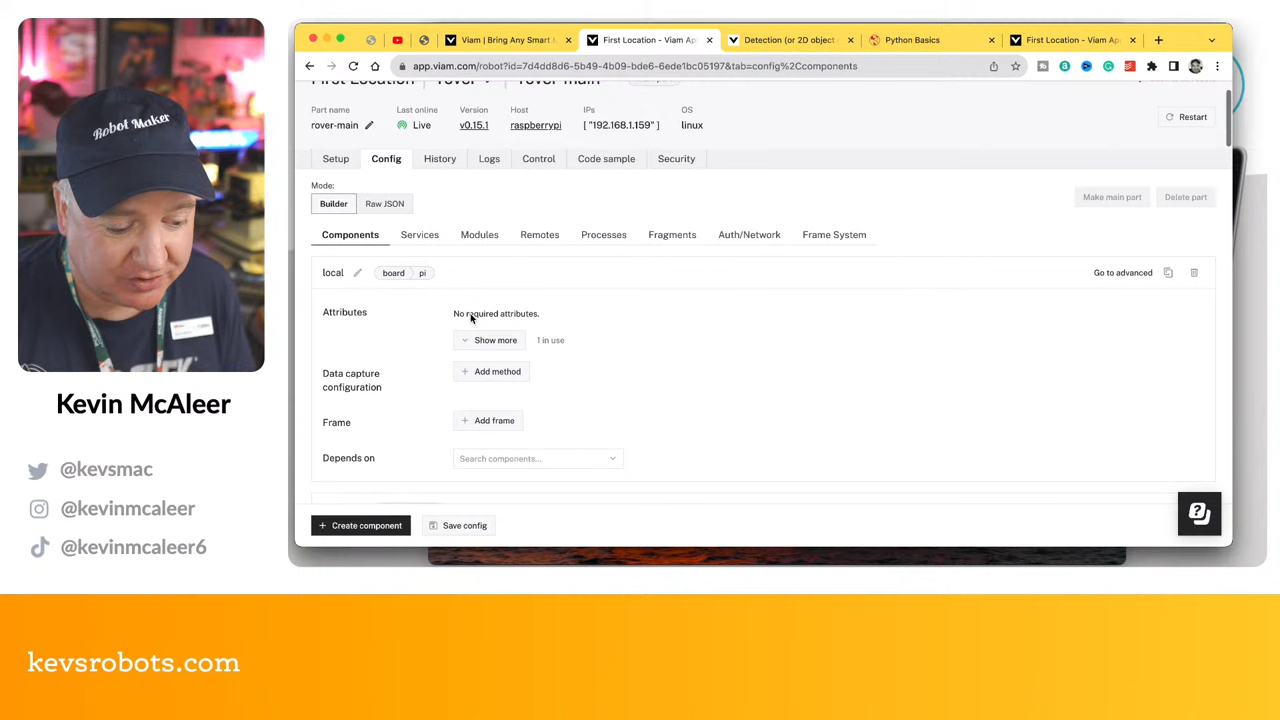 Viam | Bring Any Smart
First Location - Viam Ap
Detection (or 2D object
Python Basics
First Location - Viam Ap
app.viam.com/robot?id=7d4dd8d6-5b49-4b09-bde6-6ede1bc05197&tab=config%2Ccomponents
First Location rover rover-main
Part name Last online Version Host IPs OS
rover-main Live v0.15.1 raspberrypi [ "192.168.1.159" ] linux
Restart
Setup Config History Logs Control Code sample Security
Mode:
Builder Raw JSON
Make main part Delete part
Components Services Modules Remotes Processes Fragments Auth/Network Frame System
local board pi Go to advanced
Attributes No required attributes.
Show more 1 in use
Data capture configuration + Add method
Frame + Add frame
Depends on Search components...
+ Create component Save config
Robot Maker
Kevin McAleer
@kevsmac
@kevinmcaleer
@kevinmcaleer6
kevsrobots.com